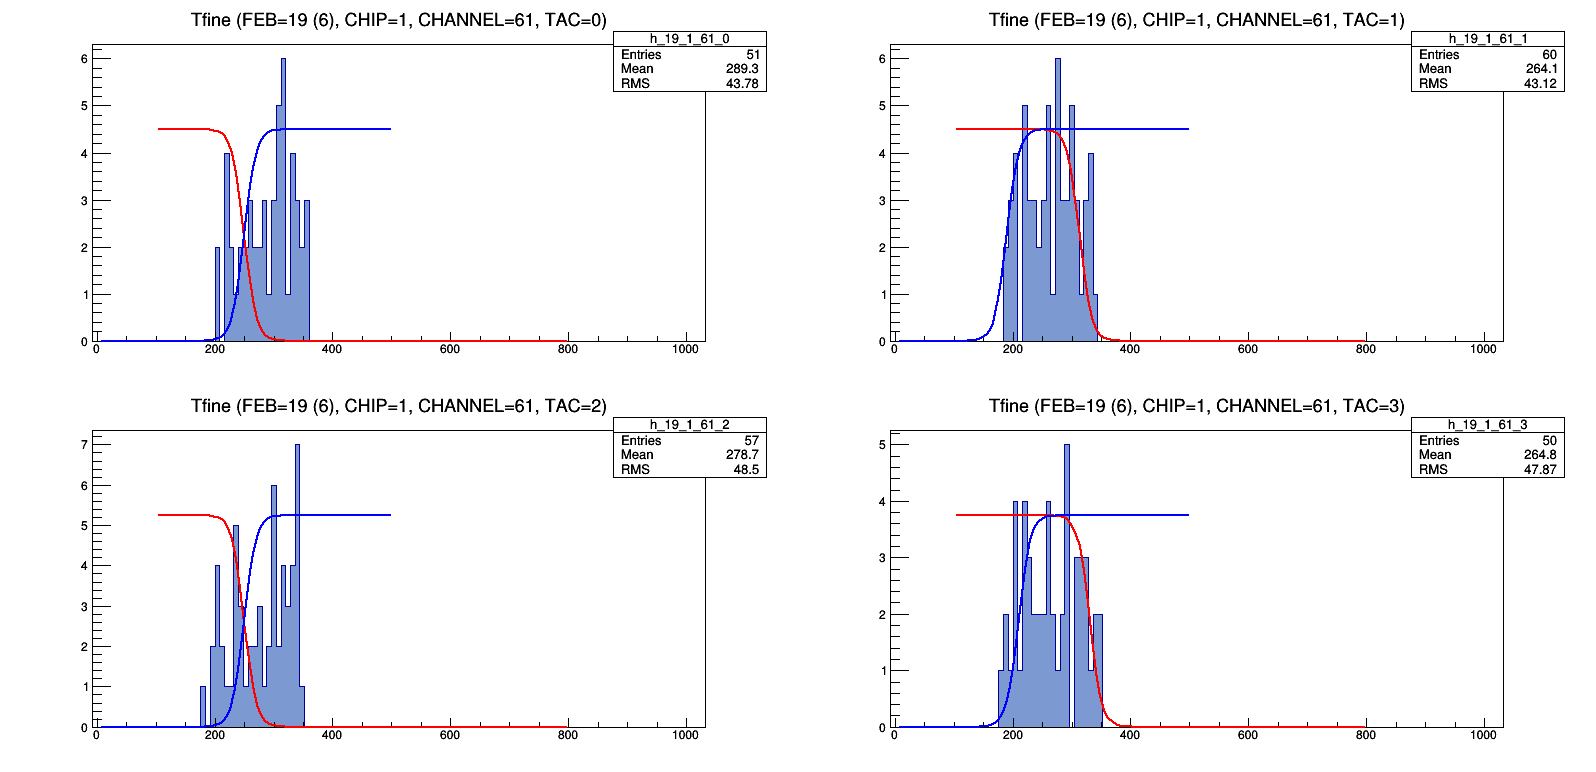 Tfine (FEB=19 (6), CHIP=1, CHANNEL=61, TAC=0)
h_19_1_61_0
Entries 51
Mean 289.3
RMS 43.78
6
5
4
3
2
1
0
0 200 400 600 800 1000
Tfine (FEB=19 (6), CHIP=1, CHANNEL=61, TAC=1)
h_19_1_61_1
Entries 60
Mean 264.1
RMS 43.12
6
5
4
3
2
1
0
0 200 400 600 800 1000
Tfine (FEB=19 (6), CHIP=1, CHANNEL=61, TAC=2)
h_19_1_61_2
Entries 57
Mean 278.7
RMS 48.5
7
6
5
4
3
2
1
0
0 200 400 600 800 1000
Tfine (FEB=19 (6), CHIP=1, CHANNEL=61, TAC=3)
h_19_1_61_3
Entries 50
Mean 264.8
RMS 47.87
5
4
3
2
1
0
0 200 400 600 800 1000